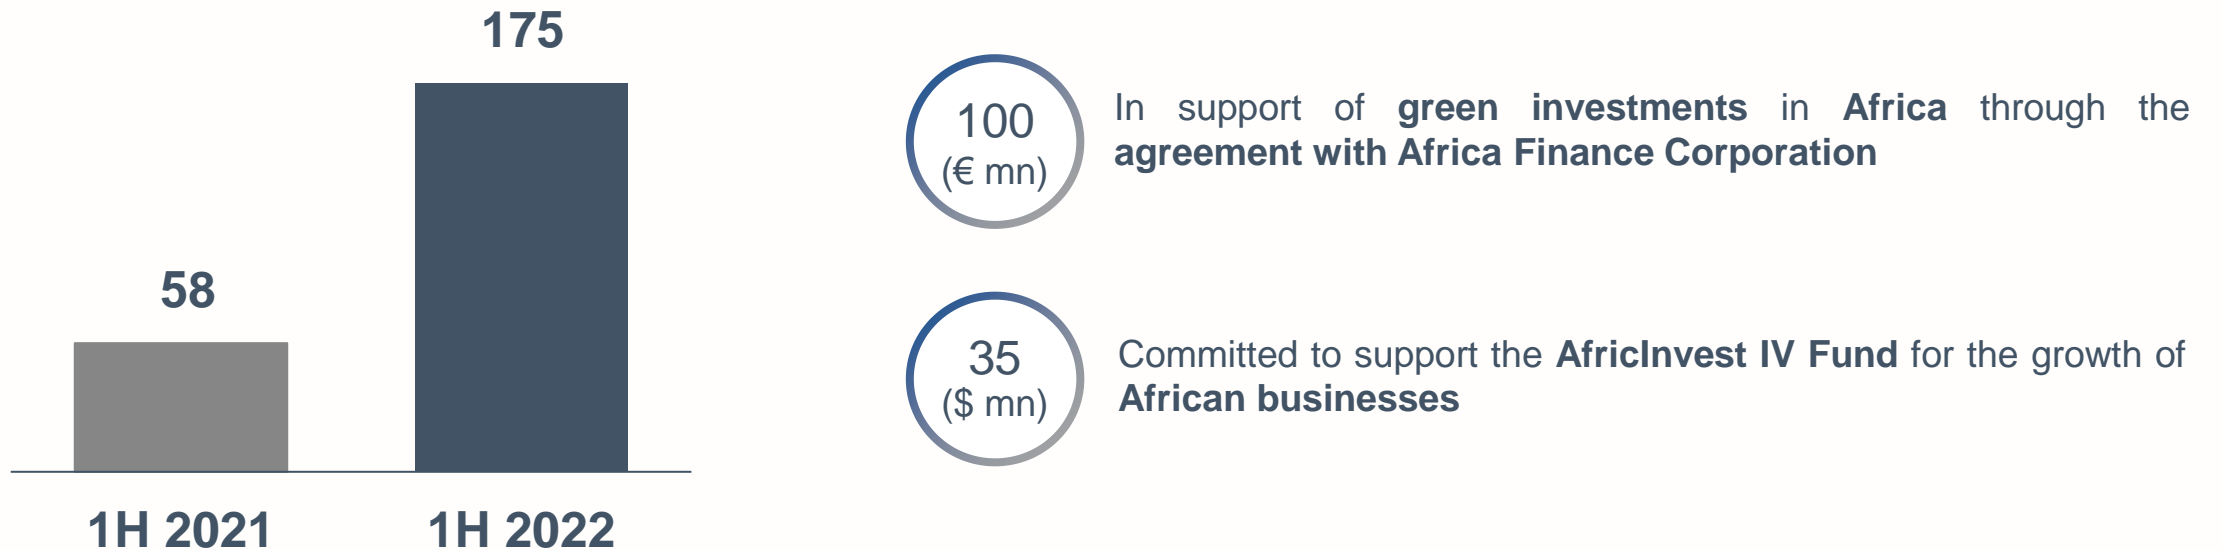 175
58
1H 2021
1H 2022
100
(€ mn)
In support of green investments in Africa through the
agreement with Africa Finance Corporation
35
($ mn)
Committed to support the AfricInvest IV Fund for the growth of
African businesses